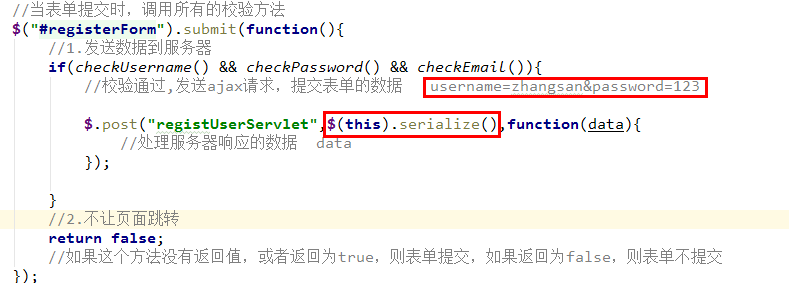 //当表单提交时，调用所有的校验方法
$("#registerForm").submit(function(){
//1.发送数据到服务器
if(checkUsername() && checkPassword() && checkEmail()){
//校验通过,发送ajax请求，提交表单的数据 username=zhangsan&password=123
$.post("registUserServlet",$(this).serialize(),function(data){
//处理服务器响应的数据 data
});
}
//2.不让页面跳转
return false;
//如果这个方法没有返回值，或者返回为true，则表单提交，如果返回为false，则表单不提交
});